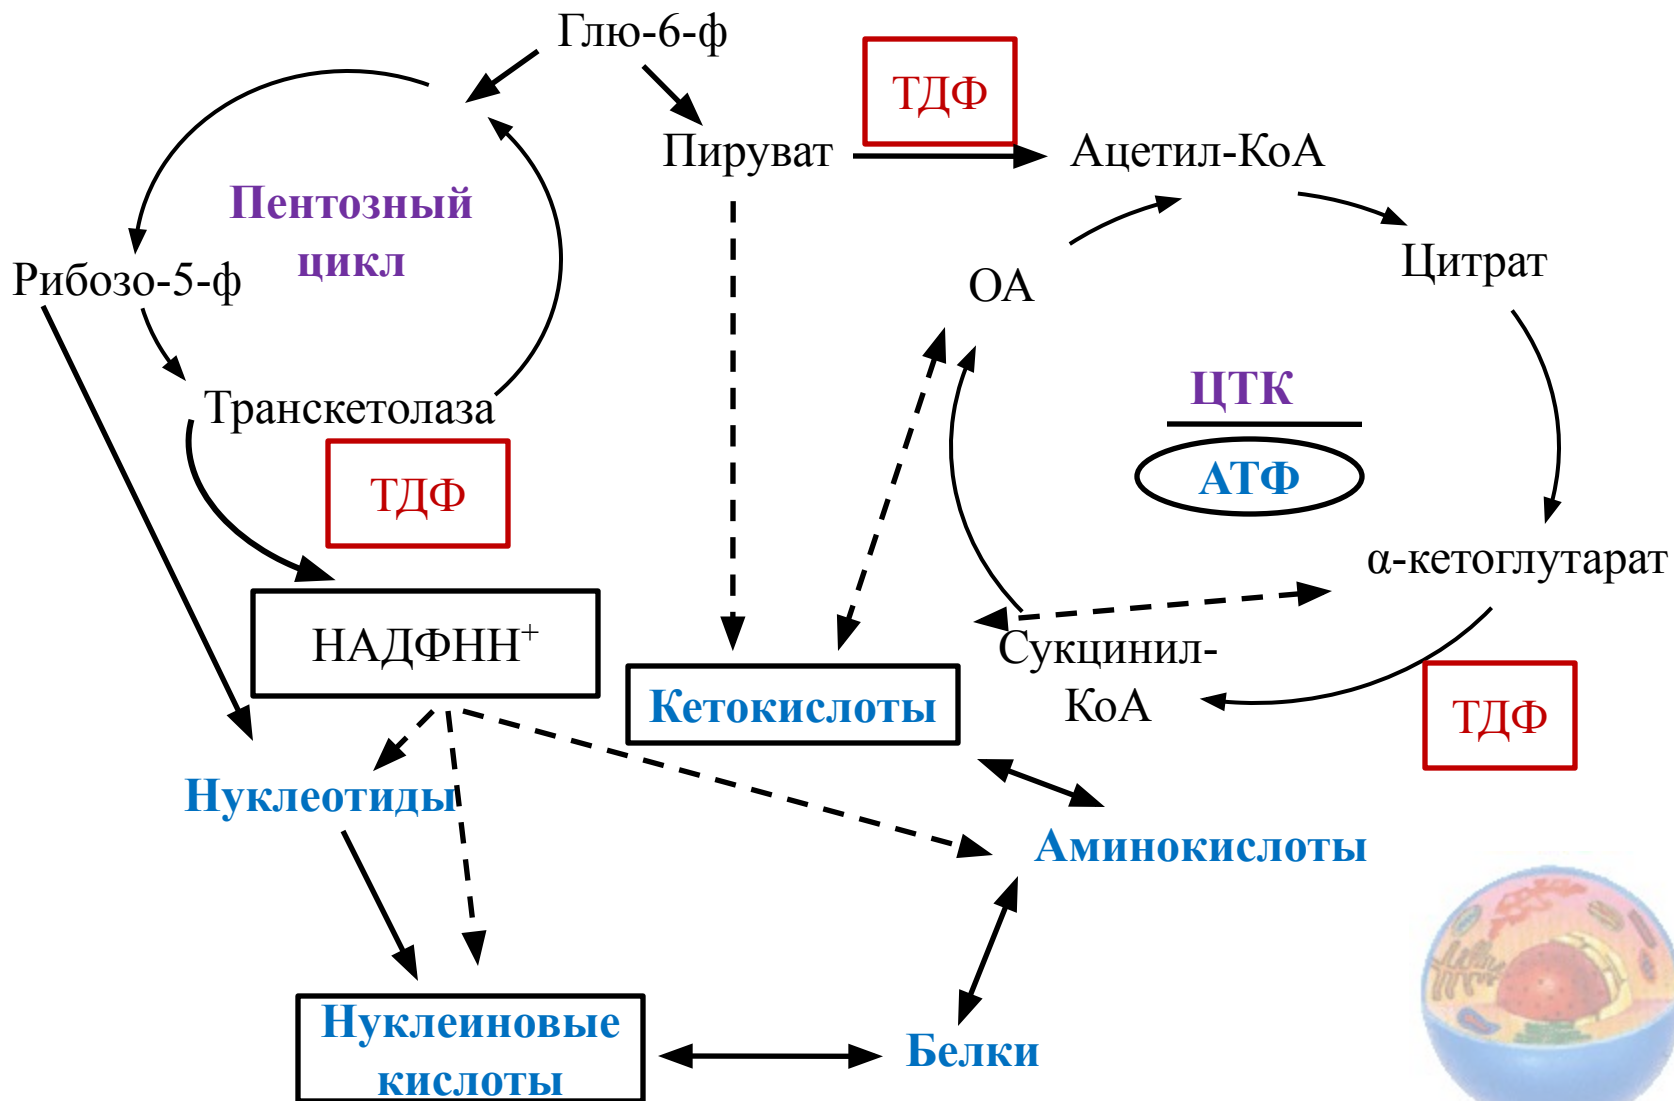 Глю-6-ф
ТДФ
Пируват
Ацетил-КоА
Пентозный
цикл
Цитрат
Рибозо-5-ф
ОА
ЦТК
Транскетолаза
АТФ
ТДФ
α-кетоглутарат
НАДФНН⁺
Сукцинил-
КоА
Кетокислоты
ТДФ
Нуклеотиды
Аминокислоты
Нуклеиновые
кислоты
Белки